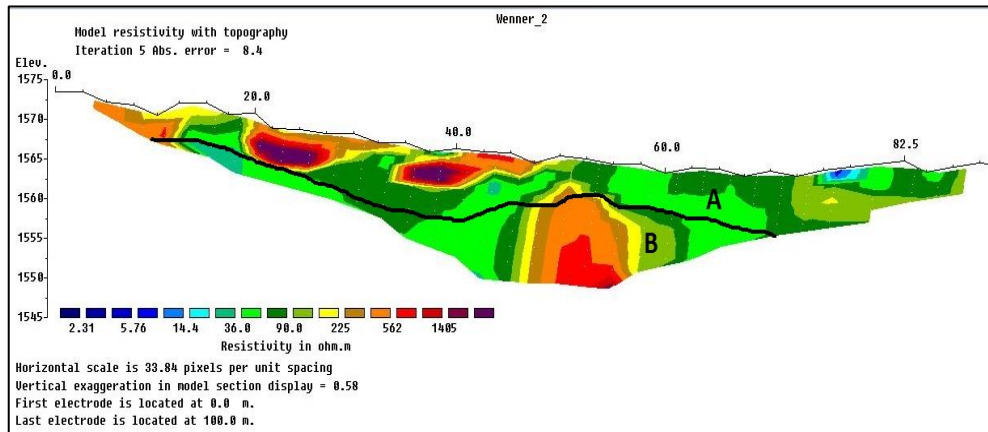 Wenner_2
Model resistivity with topography
Iteration 5 Abs. error = 8.4
Elev.
0.0
1575
20.0
1570
40.0
60.0
82.5
1565
1560
A
1555
B
1550
1545
2.31 5.76 14.4 36.0 90.0 225 562 1405
Resistivity in ohm.m
Horizontal scale is 33.84 pixels per unit spacing
Vertical exaggeration in model section display = 0.58
First electrode is located at 0.0 m.
Last electrode is located at 100.0 m.